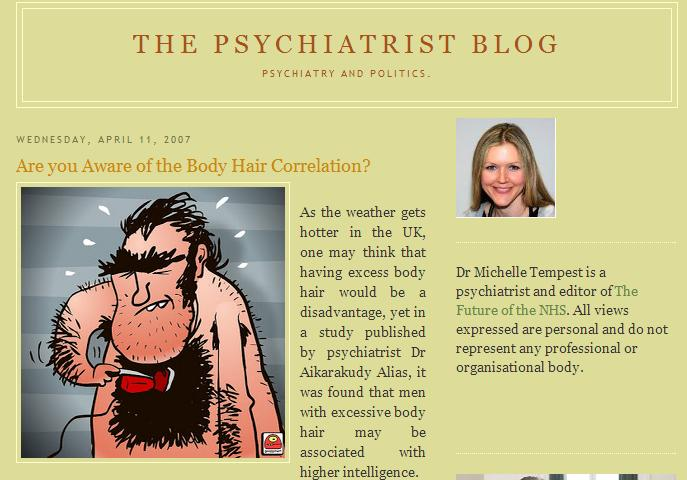 THE PSYCHIATRIST BLOG
PSYCHIATRY AND POLITICS.
WEDNESDAY, APRIL 11, 2007
Are you Aware of the Body Hair Correlation?
As the weather gets
hotter in the UK,
one may think that
having excess body
hair would be a
disadvantage, yet in
a study published
by psychiatrist Dr
Aikarakudy Alias, it
was found that men
with excessive body
hair may be
associated with
higher intelligence.
Dr Michelle Tempest is a
psychiatrist and editor of The
Future of the NHS. All views
expressed are personal and do not
represent any professional or
organisational body.